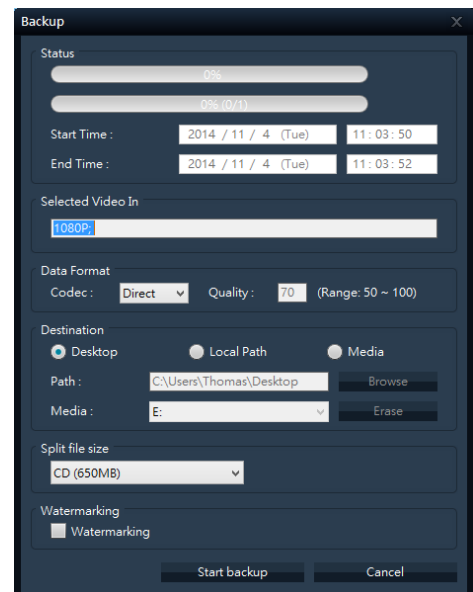 Backup
Status
0%
0% (0/1)
Start Time : 2014 / 11 / 4 (Tue) 11 : 03 : 50
End Time : 2014 / 11 / 4 (Tue) 11 : 03 : 52
Selected Video In
1080P;
Data Format
Codec : Direct Quality : 70 (Range: 50 ~ 100)
Destination
Desktop Local Path Media
Path : C:\Users\Thomas\Desktop Browse
Media : E: Erase
Split file size
CD (650MB)
Watermarking
Watermarking
Start backup Cancel